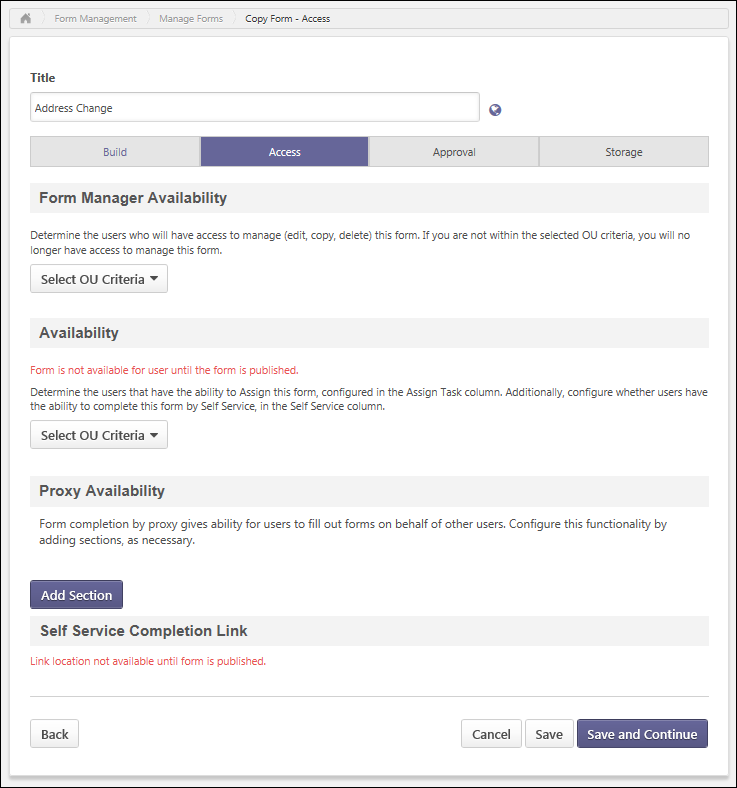 Form Management Manage Forms Copy Form - Access
Title
Address Change
Build Access Approval Storage
Form Manager Availability
Determine the users who will have access to manage (edit, copy, delete) this form. If you are not within the selected OU criteria, you will no
longer have access to manage this form.
Select OU Criteria
Availability
Form is not available for user until the form is published.
Determine the users that have the ability to Assign this form, configured in the Assign Task column. Additionally, configure whether users have
the ability to complete this form by Self Service, in the Self Service column.
Select OU Criteria
Proxy Availability
Form completion by proxy gives ability for users to fill out forms on behalf of other users. Configure this functionality by
adding sections, as necessary.
Add Section
Self Service Completion Link
Link location not available until form is published.
Back Cancel Save Save and Continue